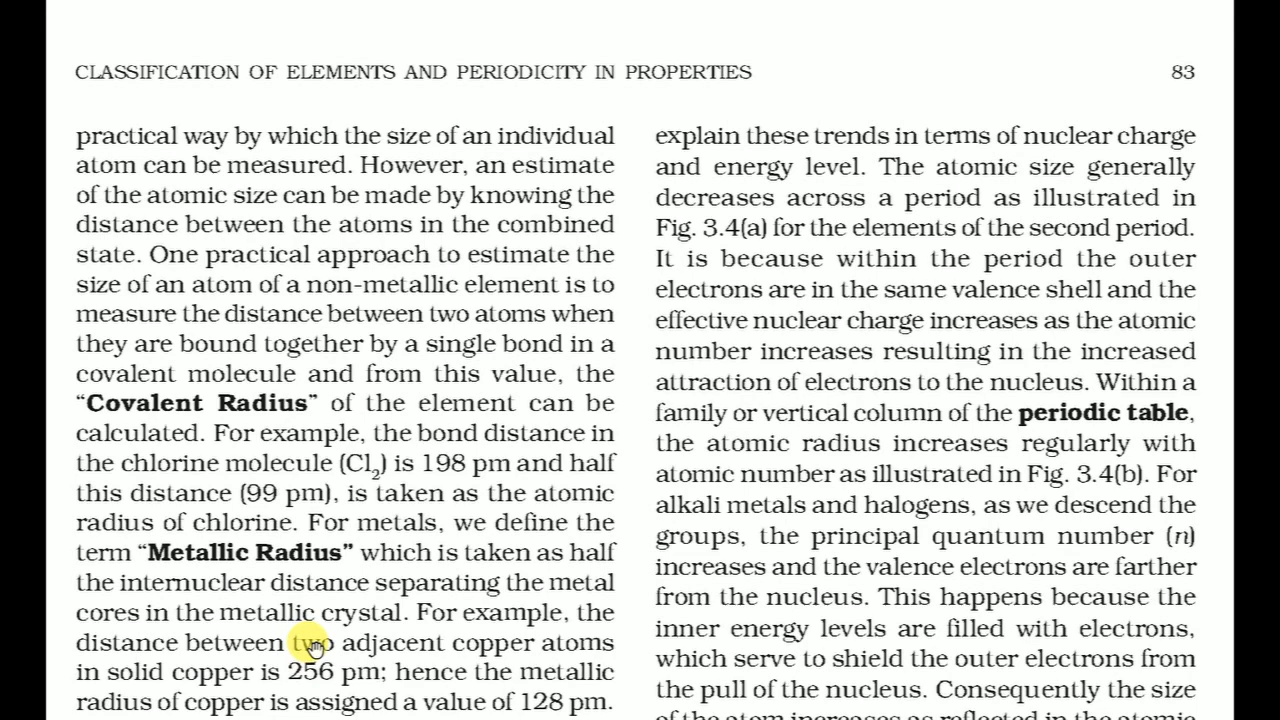 CLASSIFICATION OF ELEMENTS AND PERIODICITY IN PROPERTIES 83
practical way by which the size of an individual
atom can be measured. However, an estimate
of the atomic size can be made by knowing the
distance between the atoms in the combined
state. One practical approach to estimate the
size of an atom of a non-metallic element is to
measure the distance between two atoms when
they are bound together by a single bond in a
covalent molecule and from this value, the
“Covalent Radius” of the element can be
calculated. For example, the bond distance in
the chlorine molecule (Cl₂) is 198 pm and half
this distance (99 pm), is taken as the atomic
radius of chlorine. For metals, we define the
term “Metallic Radius” which is taken as half
the internuclear distance separating the metal
cores in the metallic crystal. For example, the
distance between two adjacent copper atoms
in solid copper is 256 pm; hence the metallic
radius of copper is assigned a value of 128 pm.
explain these trends in terms of nuclear charge
and energy level. The atomic size generally
decreases across a period as illustrated in
Fig. 3.4(a) for the elements of the second period.
It is because within the period the outer
electrons are in the same valence shell and the
effective nuclear charge increases as the atomic
number increases resulting in the increased
attraction of electrons to the nucleus. Within a
family or vertical column of the periodic table,
the atomic radius increases regularly with
atomic number as illustrated in Fig. 3.4(b). For
alkali metals and halogens, as we descend the
groups, the principal quantum number (n)
increases and the valence electrons are farther
from the nucleus. This happens because the
inner energy levels are filled with electrons,
which serve to shield the outer electrons from
the pull of the nucleus. Consequently the size
of the atom increases as reflected in the atomic